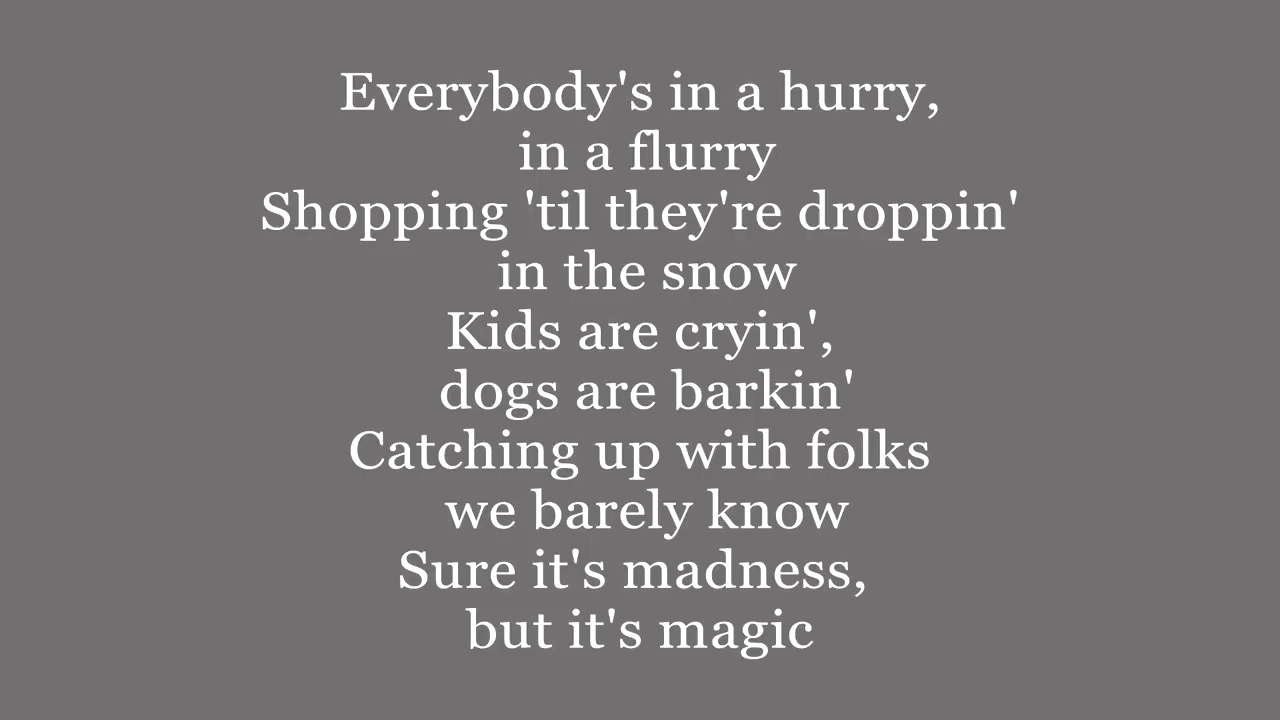 Everybody's in a hurry,
in a flurry
Shopping 'til they're droppin'
in the snow
Kids are cryin',
dogs are barkin'
Catching up with folks
we barely know
Sure it's madness,
but it's magic